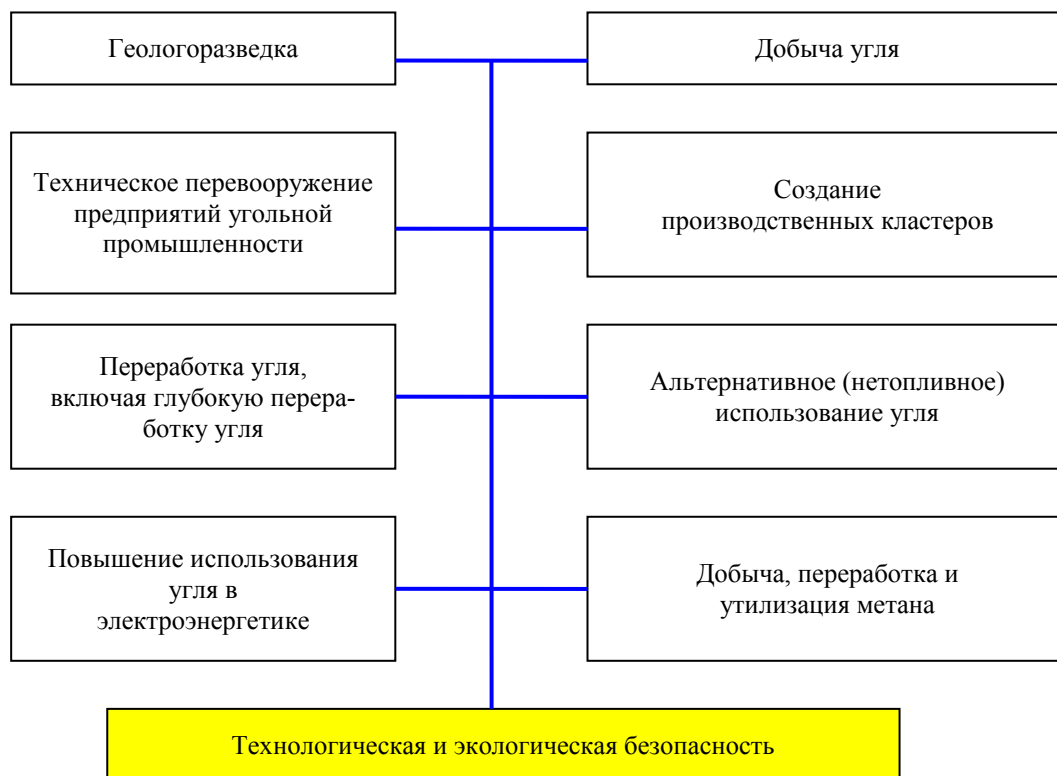 Геологоразведка
Добыча угля
Техническое перевооружение
предприятий угольной
промышленности
Создание
производственных кластеров
Переработка угля,
включая глубокую перера-
ботку угля
Альтернативное (нетопливное)
использование угля
Повышение использования
угля в
электроэнергетике
Добыча, переработка и
утилизация метана
Технологическая и экологическая безопасность